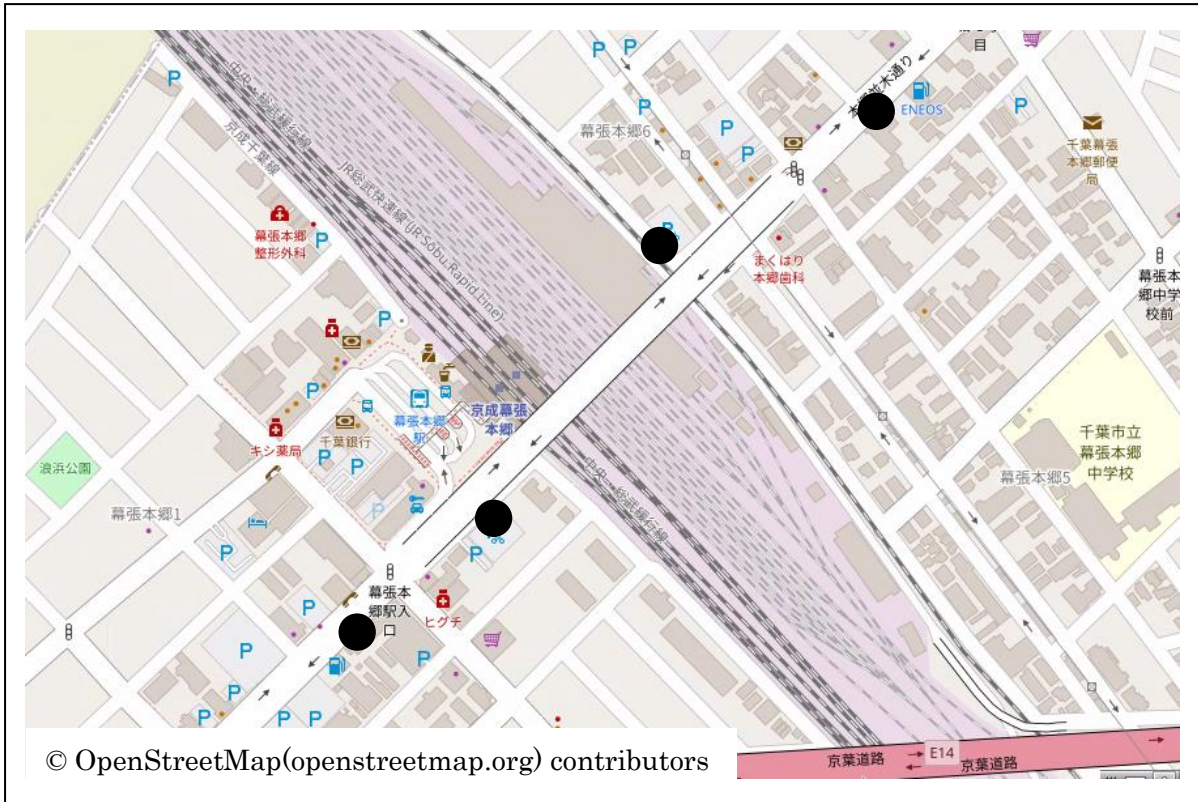 目
本郷並木通り
ENEOS
千葉幕張
本郷郵便
局
幕張本郷6
中央・総武緩行線
京成千葉線
JR総武快速線 (JR Sobu Rapid Line)
幕張本郷
整形外科
まくはり
本郷歯科
幕張本
郷中学
校前
京成幕張
本郷
幕張本郷
駅
千葉銀行
キシ薬局
浪浜公園
幕張本郷1
千葉市立
幕張本郷
中学校
幕張本郷5
中央・総武緩行線
幕張本
郷駅入
口
ヒグチ
京葉道路
E14
京葉道路
© OpenStreetMap(openstreetmap.org) contributors